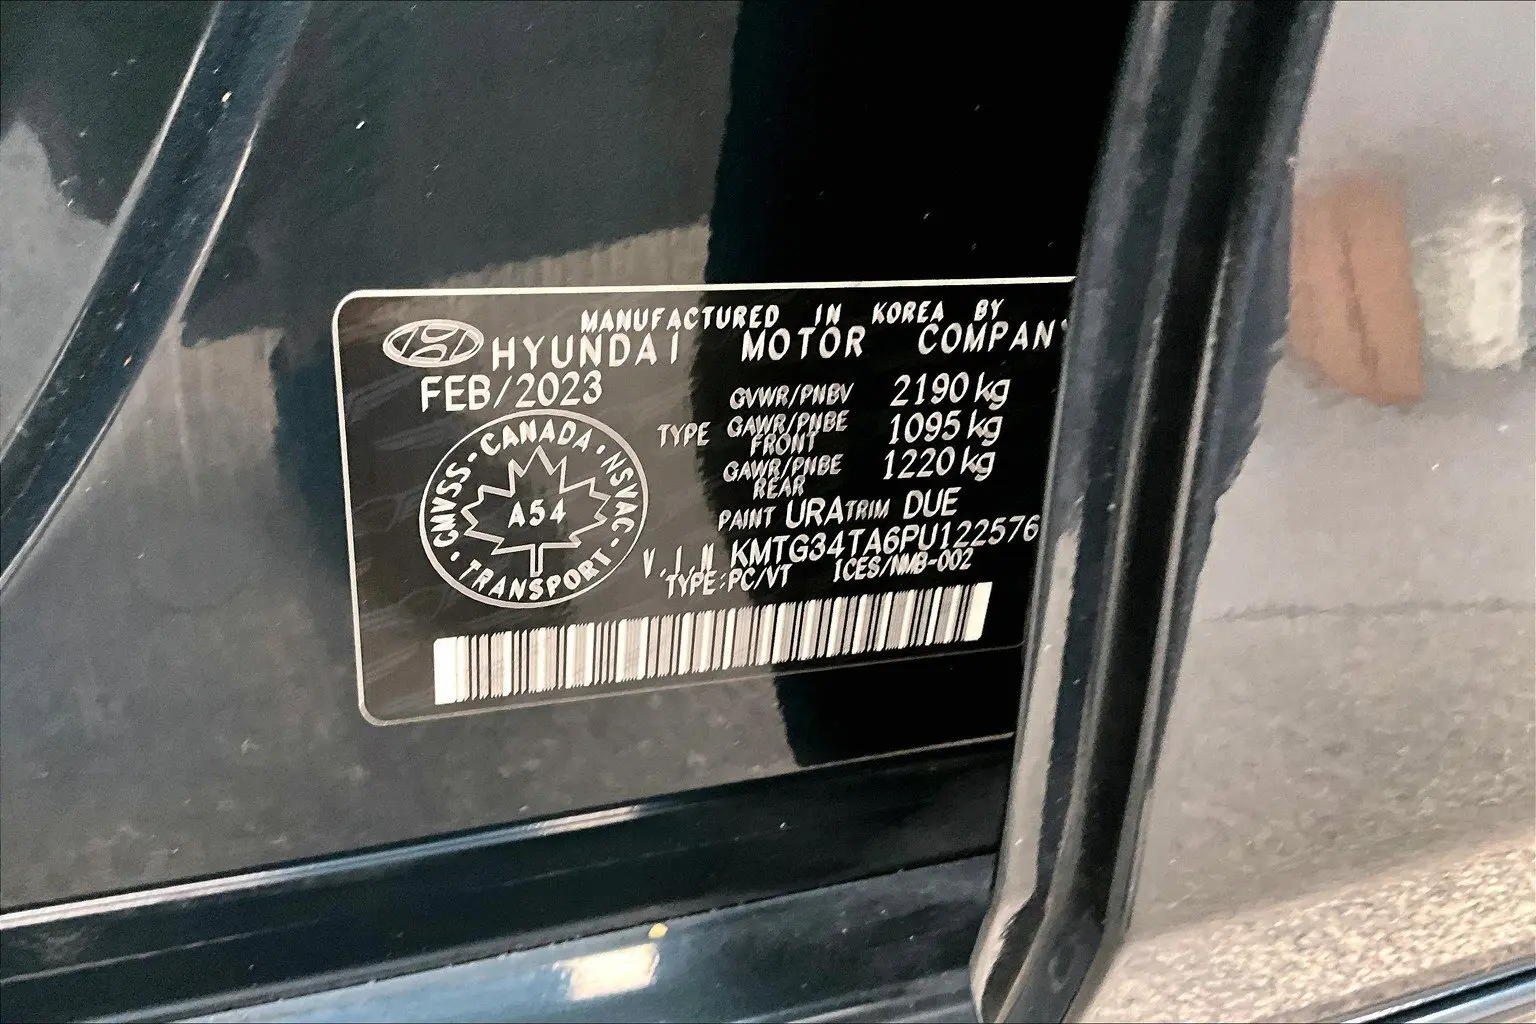 MANUFACTURED IN KOREA BY
HYUNDAI MOTOR COMPANY
FEB/2023
GVWR/PNBV 2190 kg
TYPE GAWR/PNBE FRONT 1095 kg
GAWR/PNBE REAR 1220 kg
PAINT URA TRIM DUE
V.I.N KMTG34TA6PU122576
TYPE:PC/VT ICES/NMB-002
CMVSS · CANADA · NSVAC · TRANSPORT ·
A54